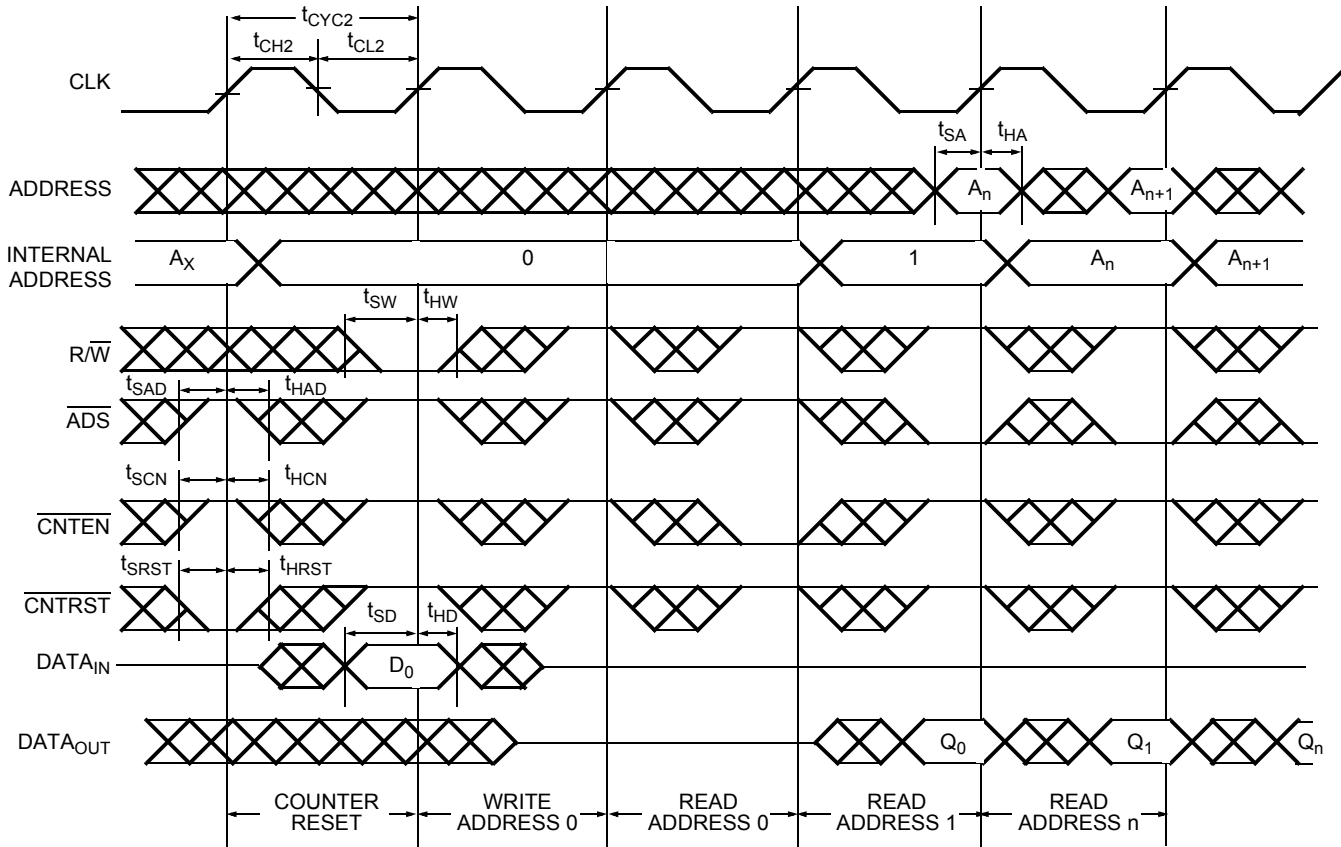 tCYC2
tCH2 tCL2
CLK
tSA tHA
ADDRESS An An+1
INTERNAL ADDRESS AX 0 1 An An+1
tSW tHW
R/W
tSAD tHAD
ADS
tSCN tHCN
CNTEN
tSRST tHRST
CNTRST
tSD tHD
DATAIN D0
DATAOUT Q0 Q1 Qn
COUNTER RESET
WRITE ADDRESS 0
READ ADDRESS 0
READ ADDRESS 1
READ ADDRESS n